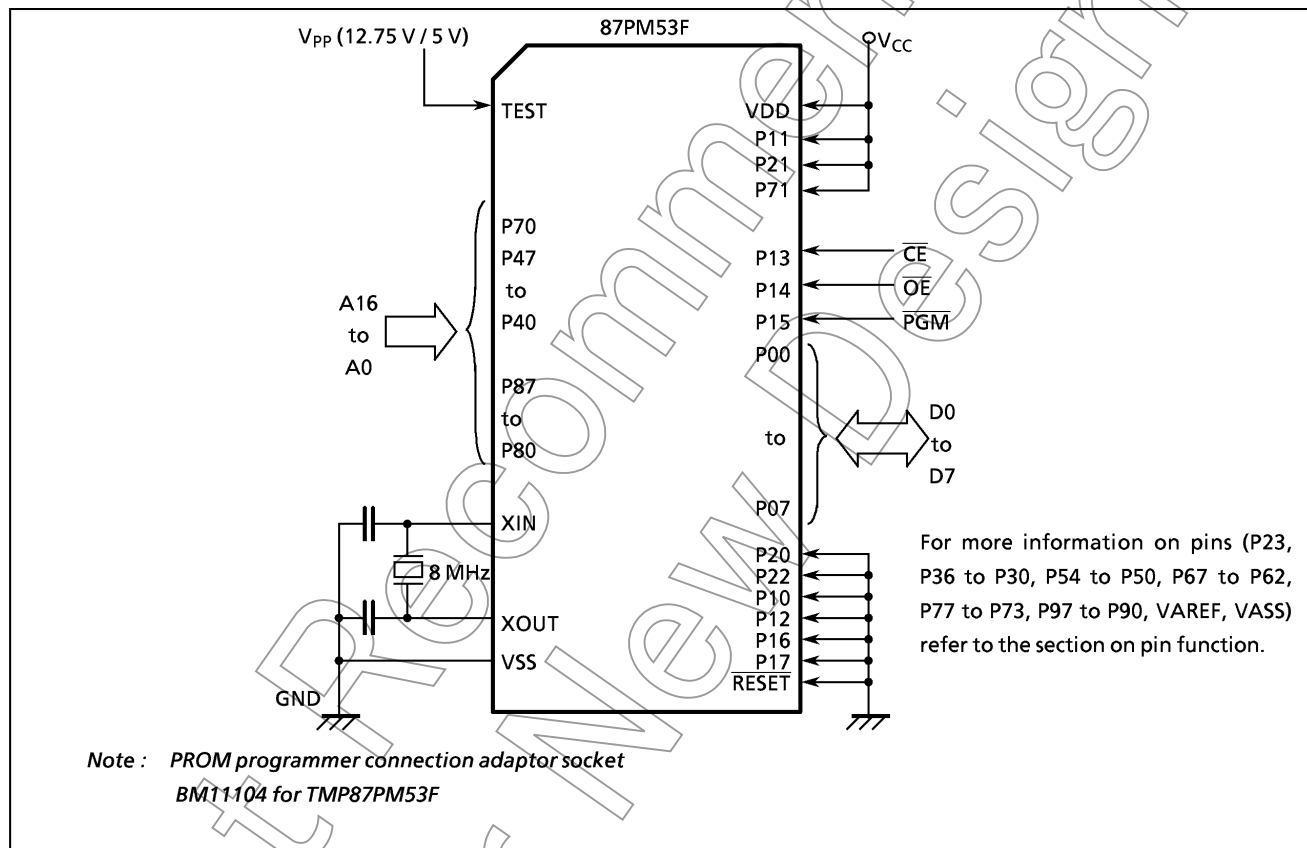 87PM53F
VPP (12.75 V / 5 V)
VCC
TEST
VDD
P11
P21
P71
P70
P47
to
P40
P87
to
P80
A16
to
A0
P13
CE
P14
OE
P15
PGM
P00
to
P07
D0
to
D7
XIN
8 MHz
XOUT
VSS
GND
P20
P22
P10
P12
P16
P17
RESET
For more information on pins (P23,
P36 to P30, P54 to P50, P67 to P62,
P77 to P73, P97 to P90, VAREF, VASS)
refer to the section on pin function.
Note : PROM programmer connection adaptor socket
BM11104 for TMP87PM53F